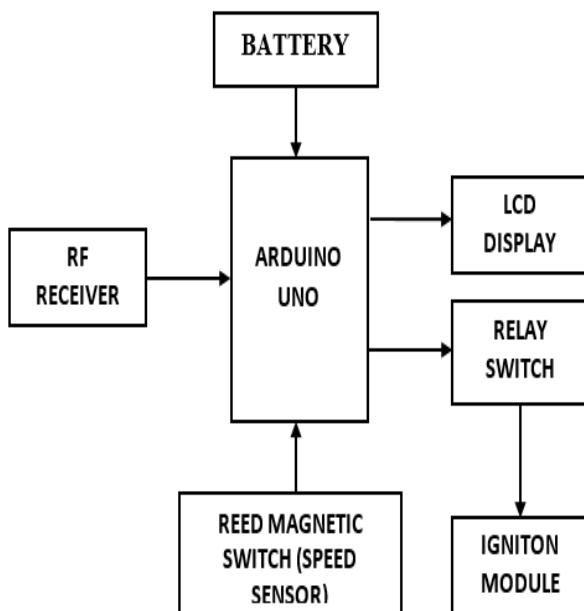 BATTERY
RF
RECEIVER
ARDUINO
UNO
LCD
DISPLAY
RELAY
SWITCH
REED MAGNETIC
SWITCH (SPEED
SENSOR)
IGNITON
MODULE